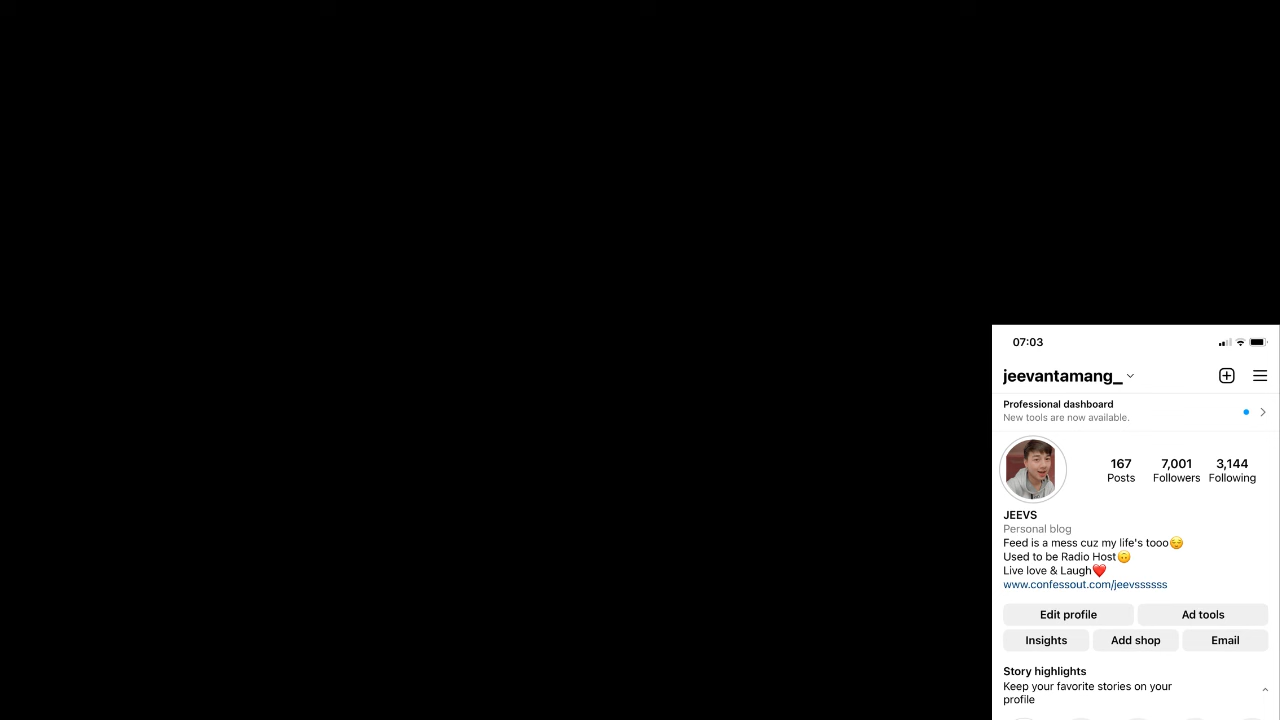 07:03
jeevantamang_
Professional dashboard
New tools are now available.
167 7,001 3,144
Posts Followers Following
JEEVS
Personal blog
Feed is a mess cuz my life's tooo😌
Used to be Radio Host🙃
Live love & Laugh❤️
www.confessout.com/jeevssssss
Edit profile Ad tools
Insights Add shop Email
Story highlights
Keep your favorite stories on your
profile